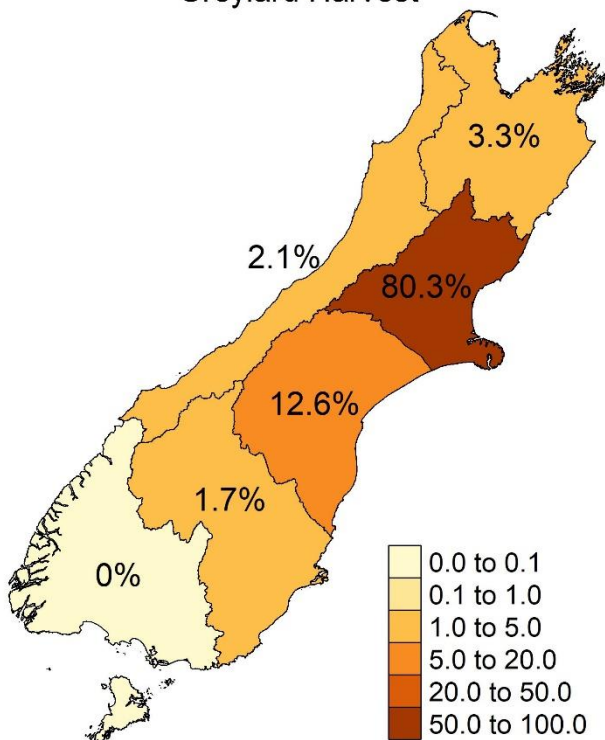 Greylard Harvest
3.3%
2.1%
80.3%
12.6%
1.7%
0%
0.0 to 0.1
0.1 to 1.0
1.0 to 5.0
5.0 to 20.0
20.0 to 50.0
50.0 to 100.0